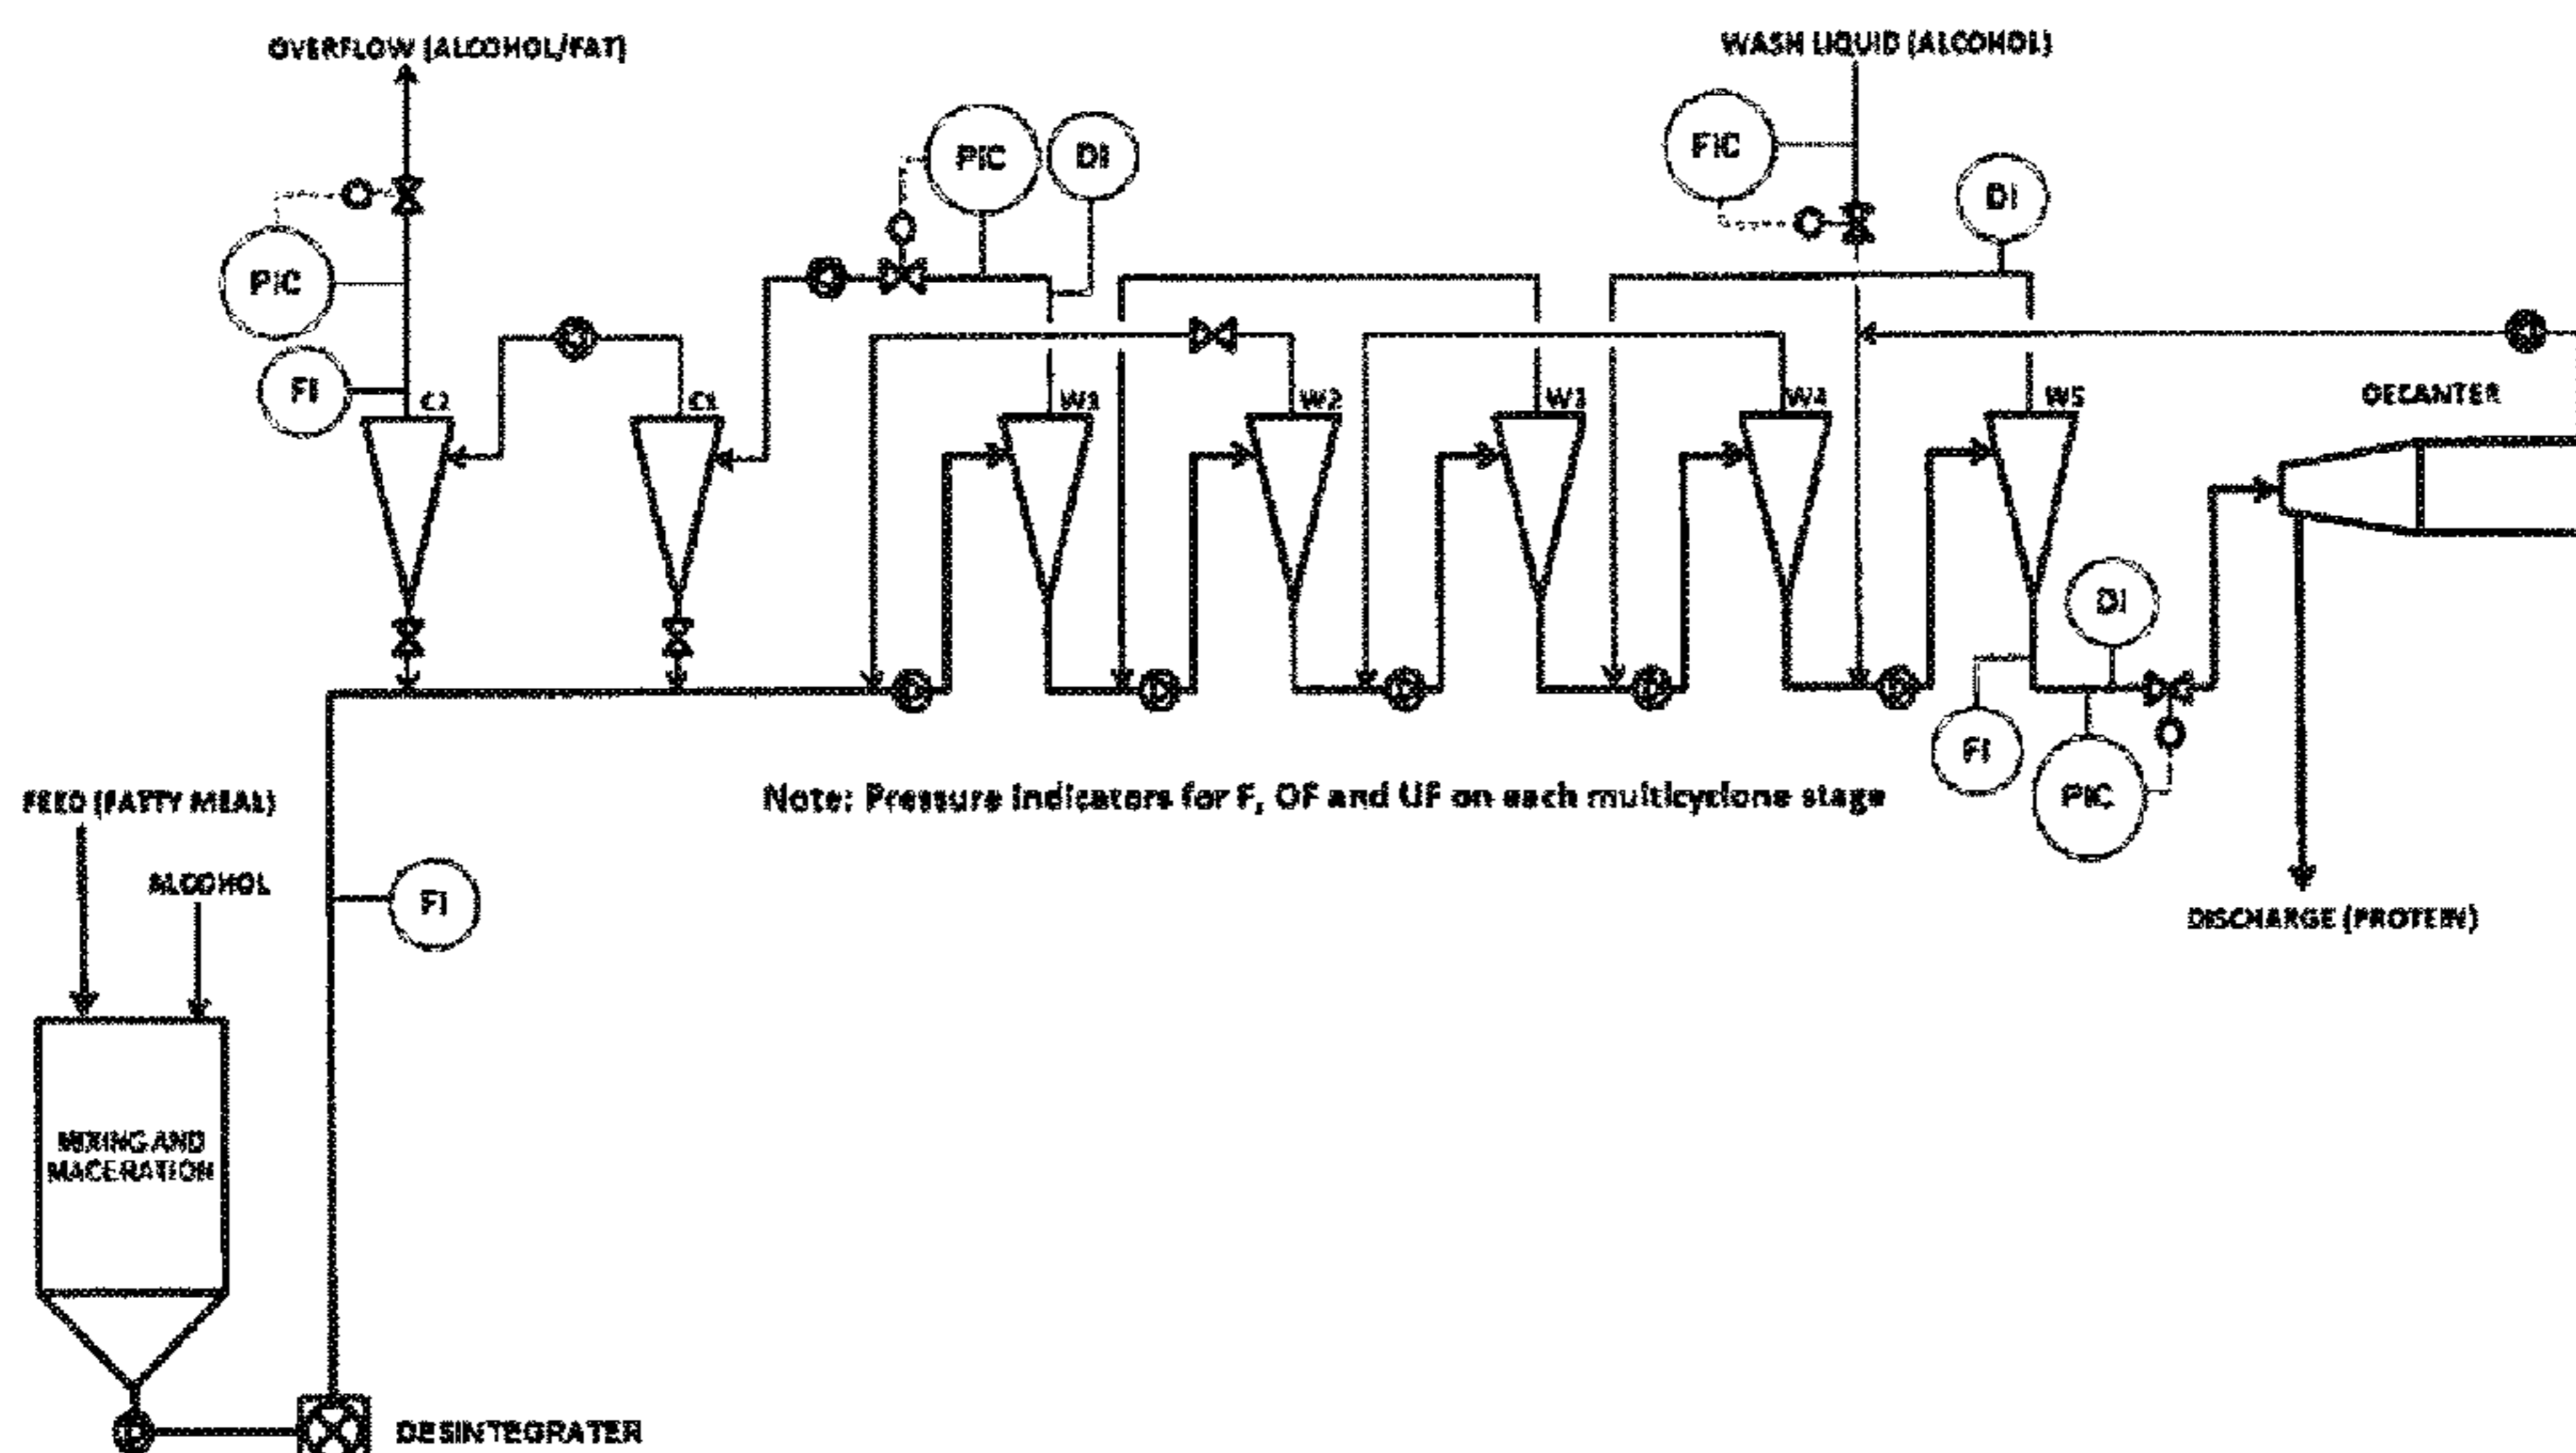 OVERFLOW (ALCOHOL/FAT)
WASH LIQUID (ALCOHOL)
PIC
DI
FIC
DI
PIC
FI
C2
C1
W1
W2
W3
W4
W5
DECANTER
DI
FI
PIC
Note: Pressure indicators for F, OF and UF on each multicyclone stage
FEED (FATTY MEAL)
ALCOHOL
FI
DISCHARGE (PROTEIN)
MIXING AND
MACERATION
DESINTEGRATER